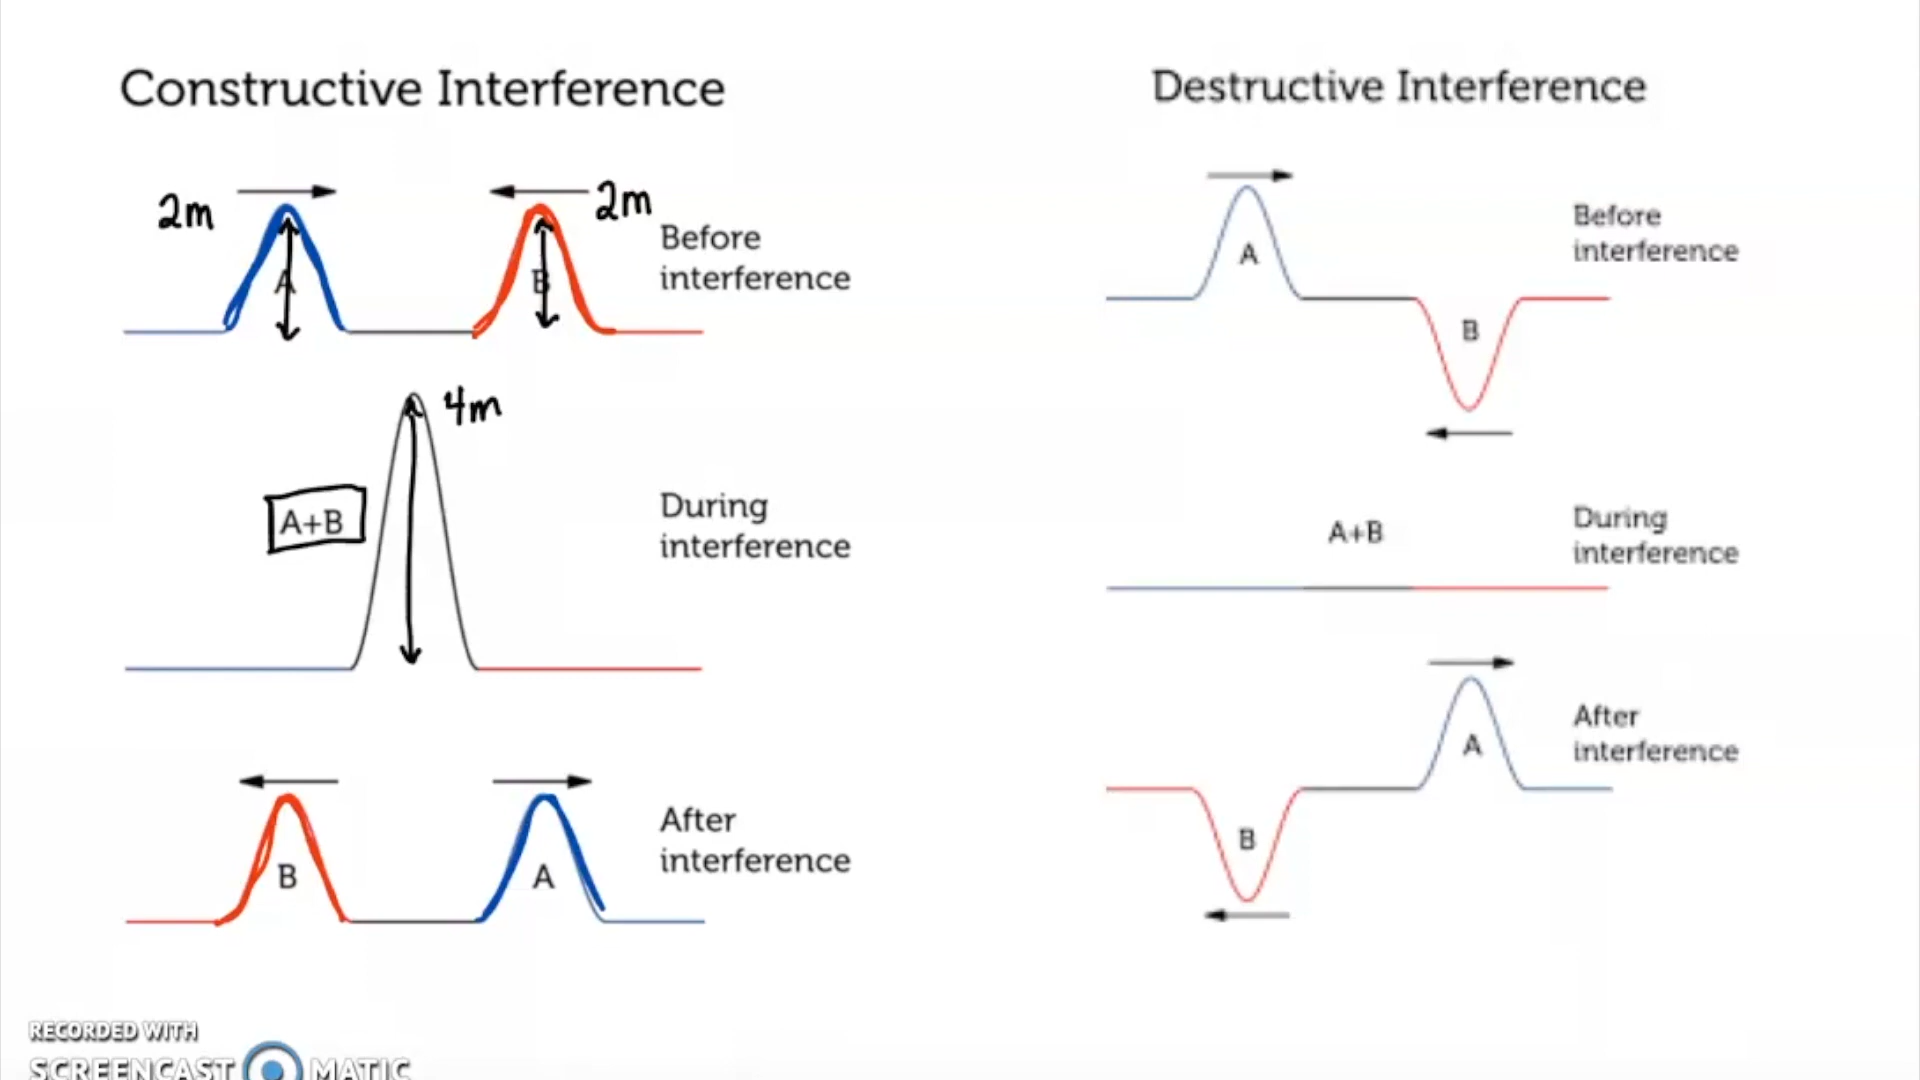 Constructive Interference
2m
2m
A
B
Before
interference
4m
A+B
During
interference
B
A
After
interference
Destructive Interference
A
B
Before
interference
A+B
During
interference
A
B
After
interference
RECORDED WITH
SCREENCAST MATIC